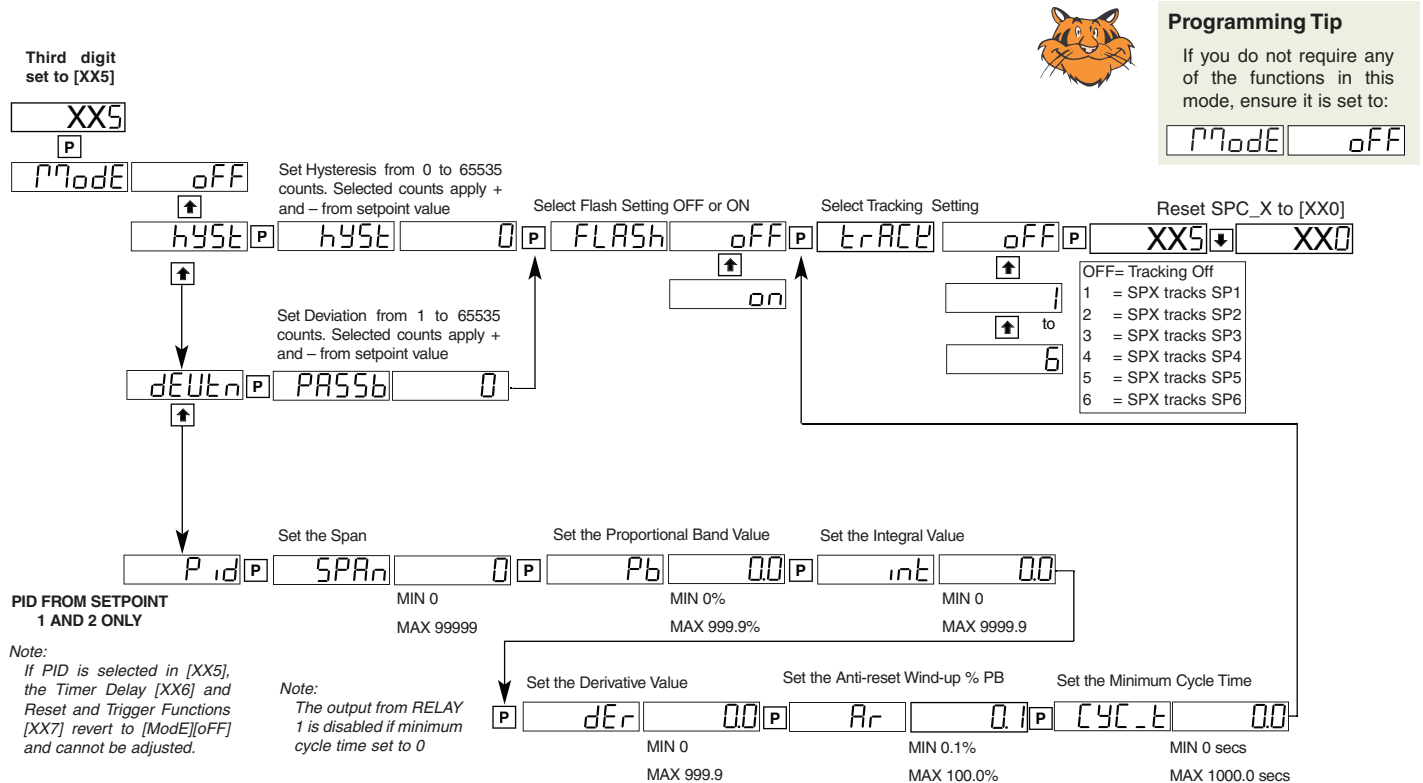 Programming Tip
If you do not require any
of the functions in this
mode, ensure it is set to:
ModE oFF
Third digit
set to [XX5]
XX5
P
ModE oFF
Set Hysteresis from 0 to 65535
counts. Selected counts apply +
and – from setpoint value
Select Flash Setting OFF or ON
Select Tracking Setting
Reset SPC_X to [XX0]
hYSt P hYSt 0 P FLASh oFF P trACK oFF P XX5 XX0
on
1
to
6
OFF= Tracking Off
1 = SPX tracks SP1
2 = SPX tracks SP2
3 = SPX tracks SP3
4 = SPX tracks SP4
5 = SPX tracks SP5
6 = SPX tracks SP6
Set Deviation from 1 to 65535
counts. Selected counts apply +
and – from setpoint value
dEVtn P PASSb 0
Set the Span
Set the Proportional Band Value
Set the Integral Value
Pid P SPAn 0 P Pb 0.0 P int 0.0
MIN 0
MAX 99999
MIN 0%
MAX 999.9%
MIN 0
MAX 9999.9
PID FROM SETPOINT
1 AND 2 ONLY
Note:
If PID is selected in [XX5],
the Timer Delay [XX6] and
Reset and Trigger Functions
[XX7] revert to [ModE][oFF]
and cannot be adjusted.
Note:
The output from RELAY
1 is disabled if minimum
cycle time set to 0
Set the Derivative Value
Set the Anti-reset Wind-up % PB
Set the Minimum Cycle Time
P dEr 0.0 P Ar 0.1 P CYC_t 0.0
MIN 0
MAX 999.9
MIN 0.1%
MAX 100.0%
MIN 0 secs
MAX 1000.0 secs